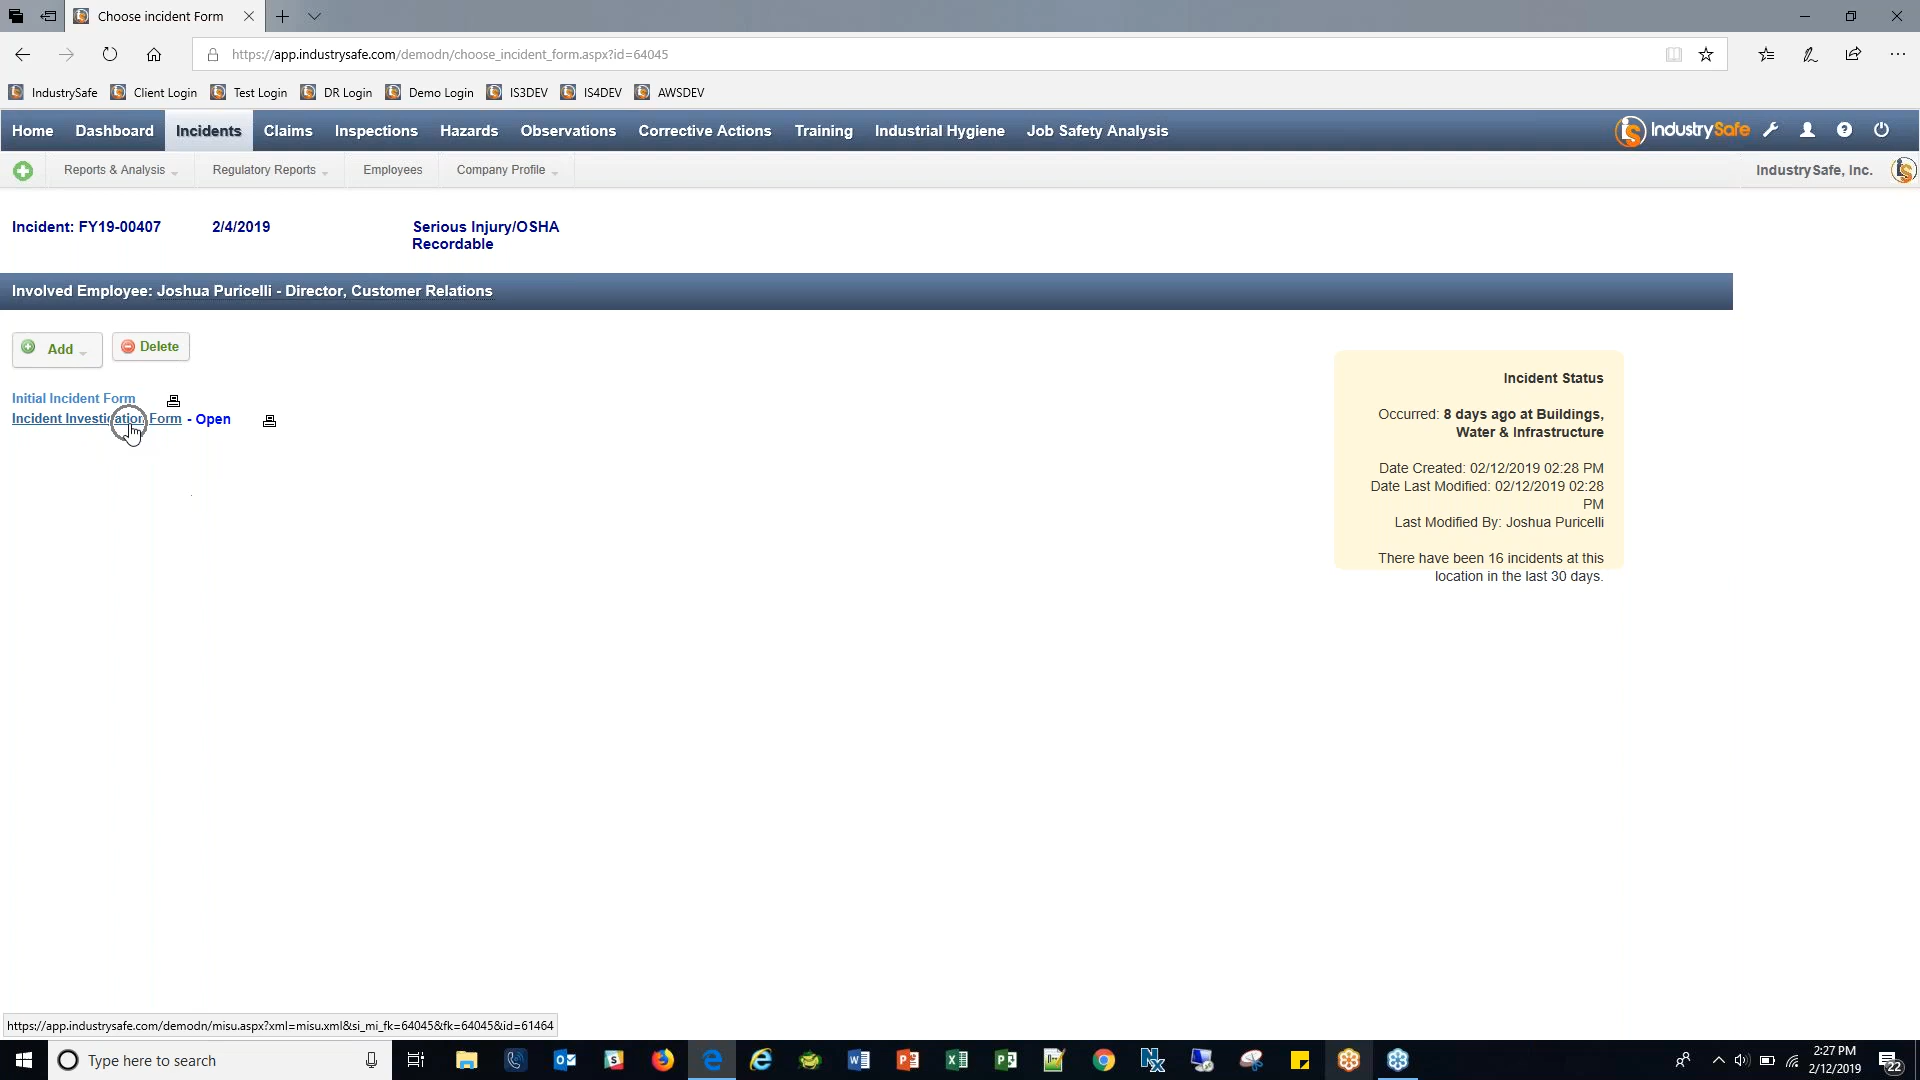 Choose incident Form
https://app.industrysafe.com/demodn/choose_incident_form.aspx?id=64045
IndustrySafe Client Login Test Login DR Login Demo Login IS3DEV IS4DEV AWSDEV
Home Dashboard Incidents Claims Inspections Hazards Observations Corrective Actions Training Industrial Hygiene Job Safety Analysis IndustrySafe
Reports & Analysis Regulatory Reports Employees Company Profile IndustrySafe, Inc.
Incident: FY19-00407 2/4/2019 Serious Injury/OSHA
Recordable
Involved Employee: Joshua Puricelli - Director, Customer Relations
Add Delete
Initial Incident Form
Incident Investigation Form - Open
Incident Status
Occurred: 8 days ago at Buildings,
Water & Infrastructure
Date Created: 02/12/2019 02:28 PM
Date Last Modified: 02/12/2019 02:28
PM
Last Modified By: Joshua Puricelli
There have been 16 incidents at this
location in the last 30 days.
https://app.industrysafe.com/demodn/misu.aspx?xml=misu.xml&si_mi_fk=64045&fk=64045&id=61464
Type here to search
2:27 PM
2/12/2019
22